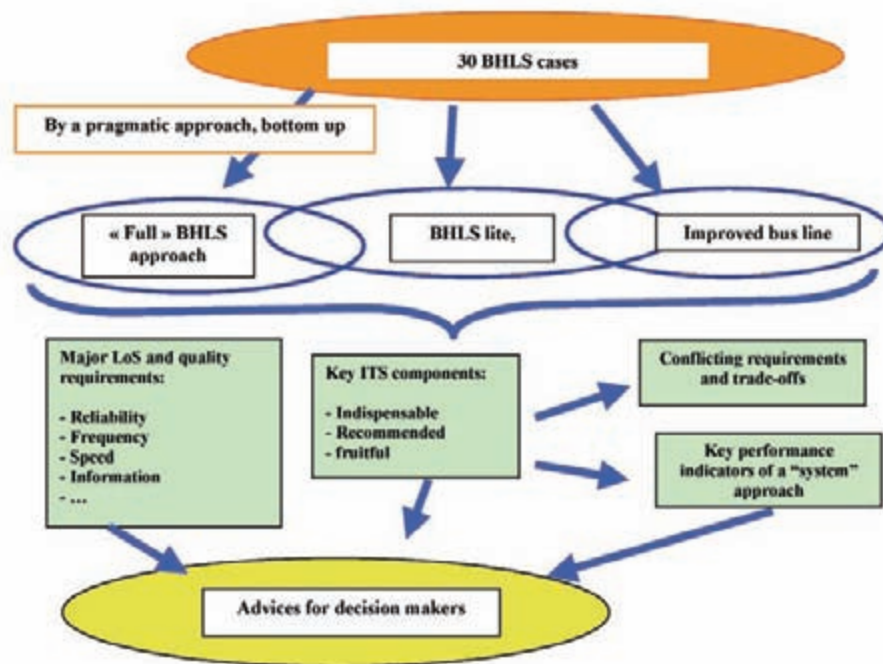 30 BHLS cases
By a pragmatic approach, bottom up
« Full » BHLS
approach
BHLS lite,
Improved bus line
Major LoS and quality
requirements:
- Reliability
- Frequency
- Speed
- Information
- ...
Key ITS components:
- Indispensable
- Recommended
- fruitful
Conflicting requirements
and trade-offs
Key performance
indicators of a "system"
approach
Advices for decision makers